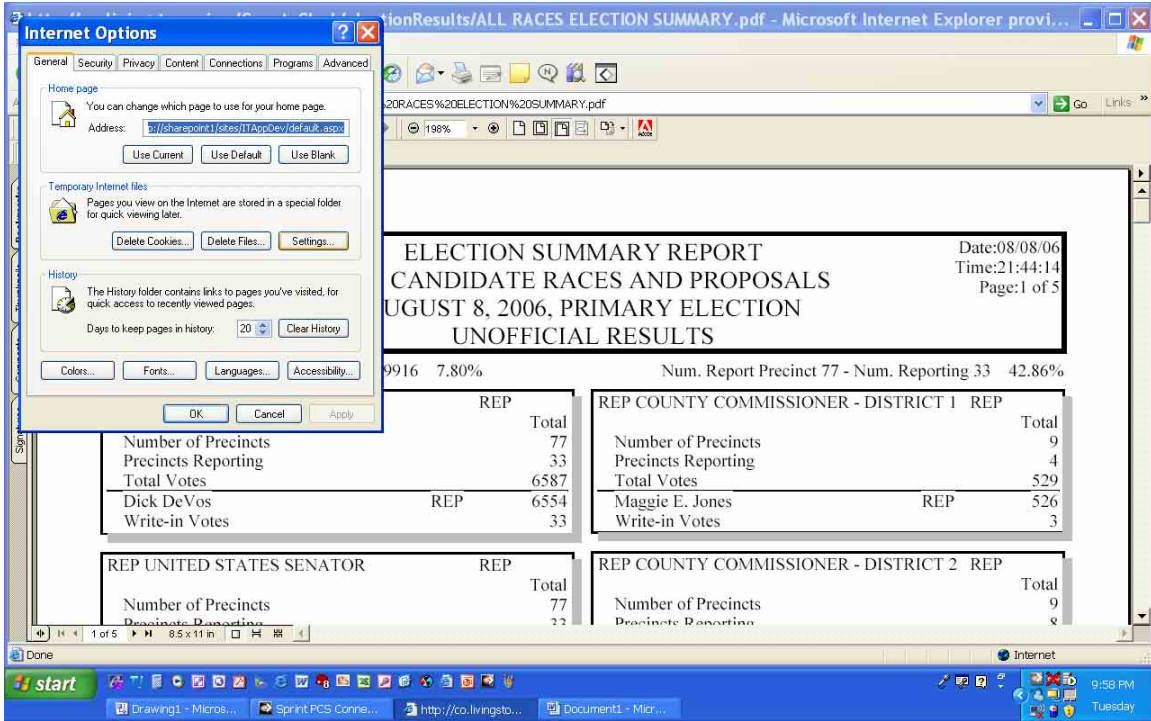 ionResults/ALL RACES ELECTION SUMMARY.pdf - Microsoft Internet Explorer provi...
Internet Options
General Security Privacy Content Connections Programs Advanced
Home page
You can change which page to use for your home page.
Address: p://sharepoint1/sites/ITAppDev/default.aspx
Use Current Use Default Use Blank
Temporary Internet files
Pages you view on the Internet are stored in a special folder
for quick viewing later.
Delete Cookies... Delete Files... Settings...
History
The History folder contains links to pages you've visited, for
quick access to recently viewed pages.
Days to keep pages in history: 20 Clear History
Colors... Fonts... Languages... Accessibility...
OK Cancel Apply
%20RACES%20ELECTION%20SUMMARY.pdf
Go Links »
198%
ELECTION SUMMARY REPORT
CANDIDATE RACES AND PROPOSALS
UGUST 8, 2006, PRIMARY ELECTION
UNOFFICIAL RESULTS
Date:08/08/06
Time:21:44:14
Page:1 of 5
9916 7.80%
Num. Report Precinct 77 - Num. Reporting 33 42.86%
REP
Total
Number of Precincts 77
Precincts Reporting 33
Total Votes 6587
Dick DeVos REP 6554
Write-in Votes 33
REP COUNTY COMMISSIONER - DISTRICT 1 REP
Total
Number of Precincts 9
Precincts Reporting 4
Total Votes 529
Maggie E. Jones REP 526
Write-in Votes 3
REP UNITED STATES SENATOR REP
Total
Number of Precincts 77
Precincts Reporting 33
REP COUNTY COMMISSIONER - DISTRICT 2 REP
Total
Number of Precincts 9
Precincts Reporting 8
1 of 5 8.5 x 11 in
Done
Internet
start
9:58 PM
Drawing1 - Micros... Sprint PCS Conne... http://co.livingsto... Document1 - Micr...
Tuesday